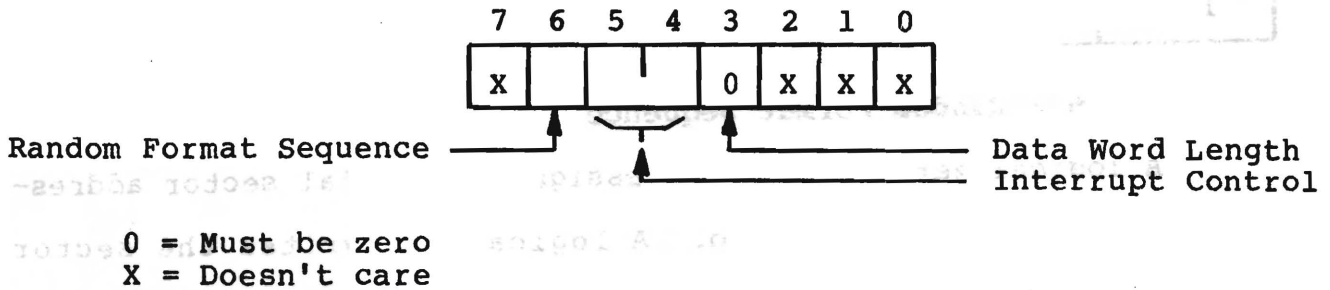 7 6 5 4 3 2 1 0
X 0 X X X
Random Format Sequence
Data Word Length
Interrupt Control
0 = Must be zero
X = Doesn't care